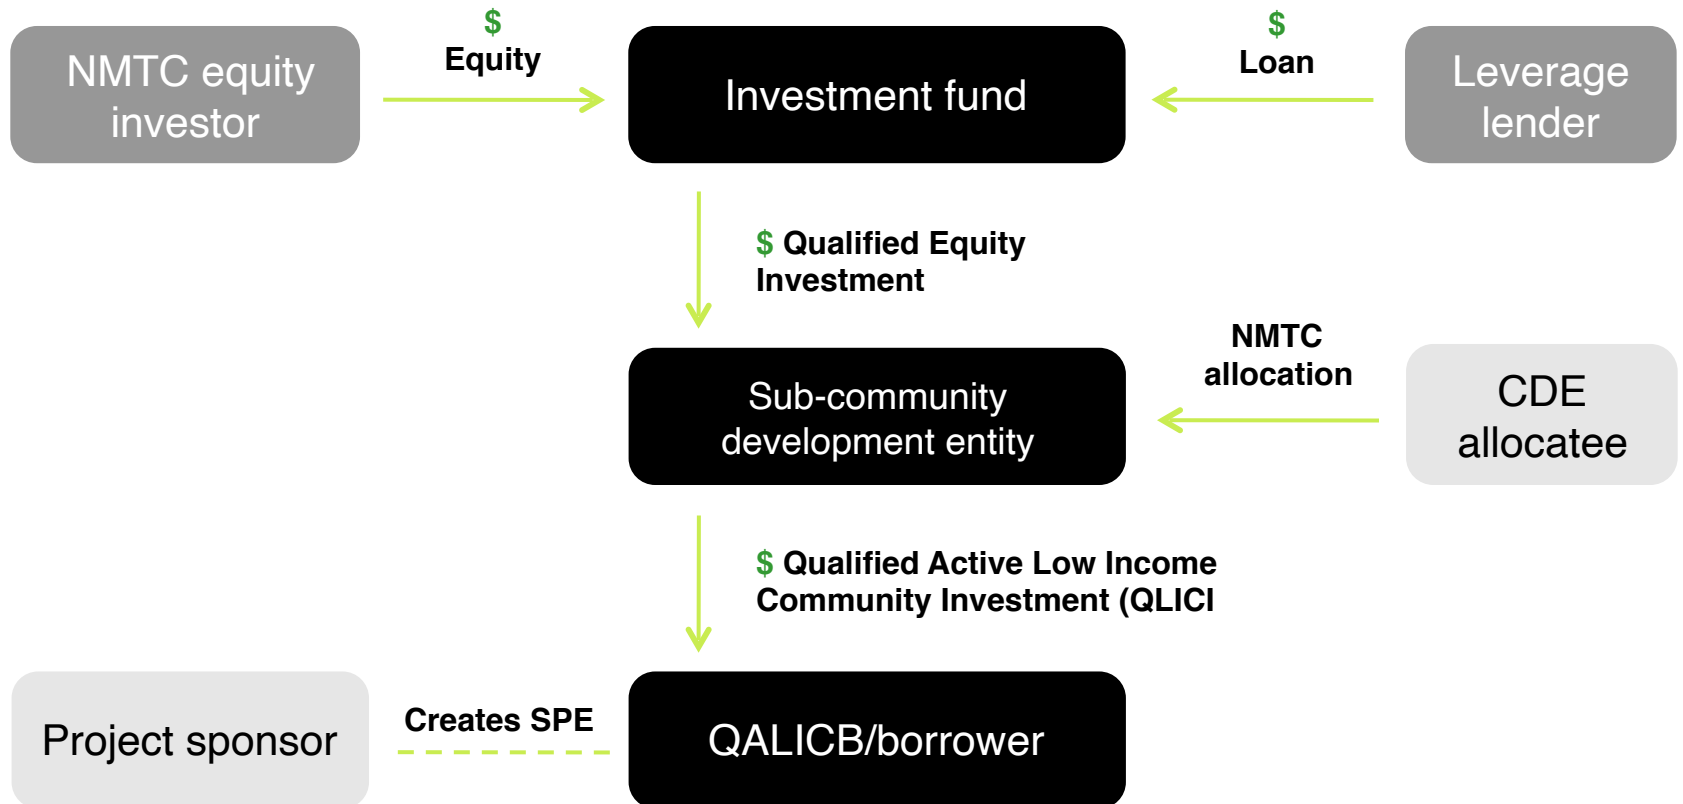 $
Equity
$
Loan
NMTC equity
investor
Investment fund
Leverage
lender
$ Qualified Equity
Investment
NMTC
allocation
Sub-community
development entity
CDE
allocatee
$ Qualified Active Low Income
Community Investment (QLICI
Project sponsor
Creates SPE
QALICB/borrower